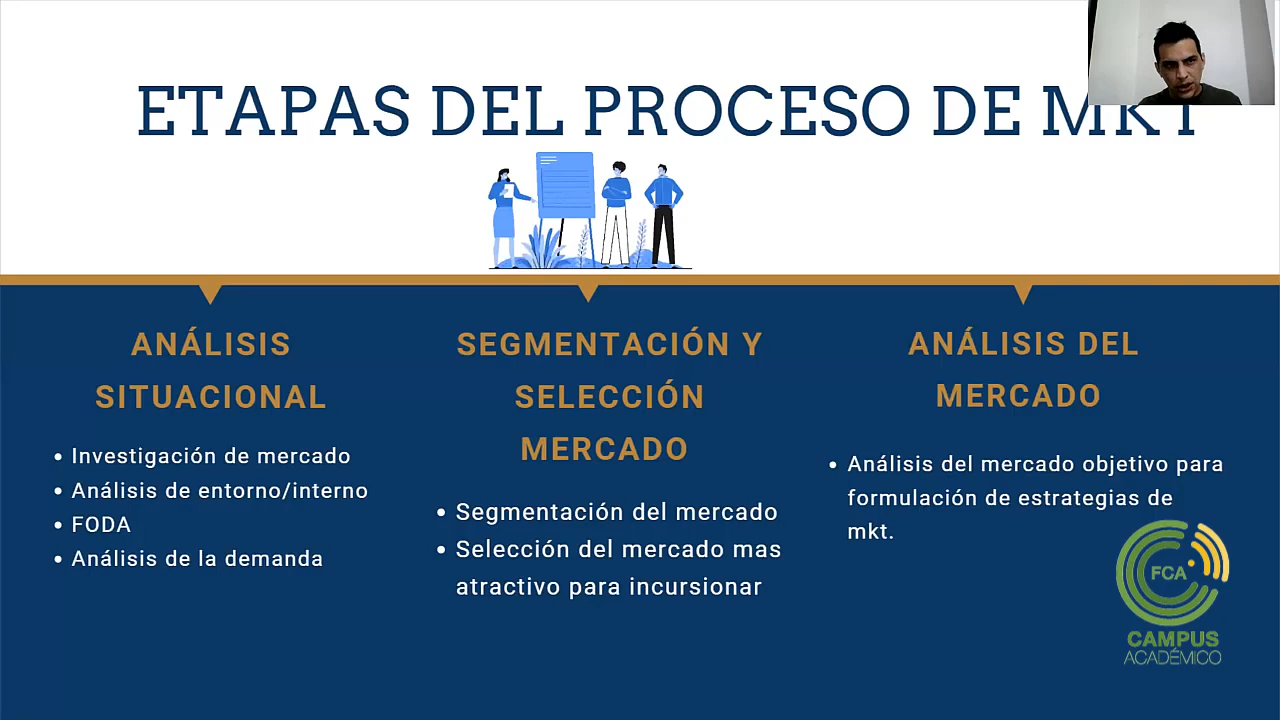 ETAPAS DEL PROCESO DE MKT
ANÁLISIS
SITUACIONAL
• Investigación de mercado
• Análisis de entorno/interno
• FODA
• Análisis de la demanda
SEGMENTACIÓN Y
SELECCIÓN
MERCADO
• Segmentación del mercado
• Selección del mercado mas
atractivo para incursionar
ANÁLISIS DEL
MERCADO
• Análisis del mercado objetivo para
formulación de estrategias de
mkt.
FCA
CAMPUS
ACADÉMICO